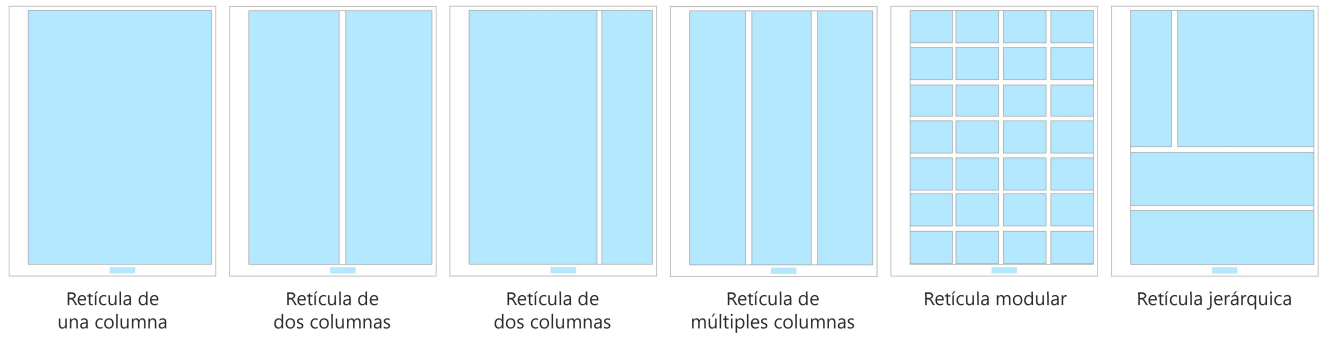 Retícula de
una columna
Retícula de
dos columnas
Retícula de
dos columnas
Retícula de
múltiples columnas
Retícula modular
Retícula jerárquica